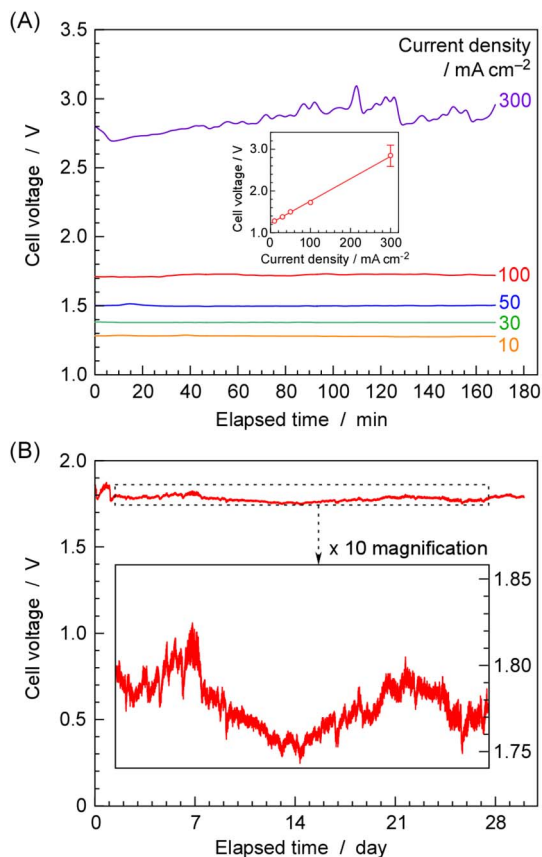 (A)
3.5
3.0
2.5
2.0
1.5
1.0
Cell voltage / V
Current density
/ mA cm–2
300
100
50
30
10
Cell voltage / V
3.0
2.0
1.0
0 100 200 300
Current density / mA cm–2
0 20 40 60 80 100 120 140 160 180
Elapsed time / min
(B)
2.0
1.5
1.0
0.5
0
Cell voltage / V
x 10 magnification
1.85
1.80
1.75
0 7 14 21 28
Elapsed time / day